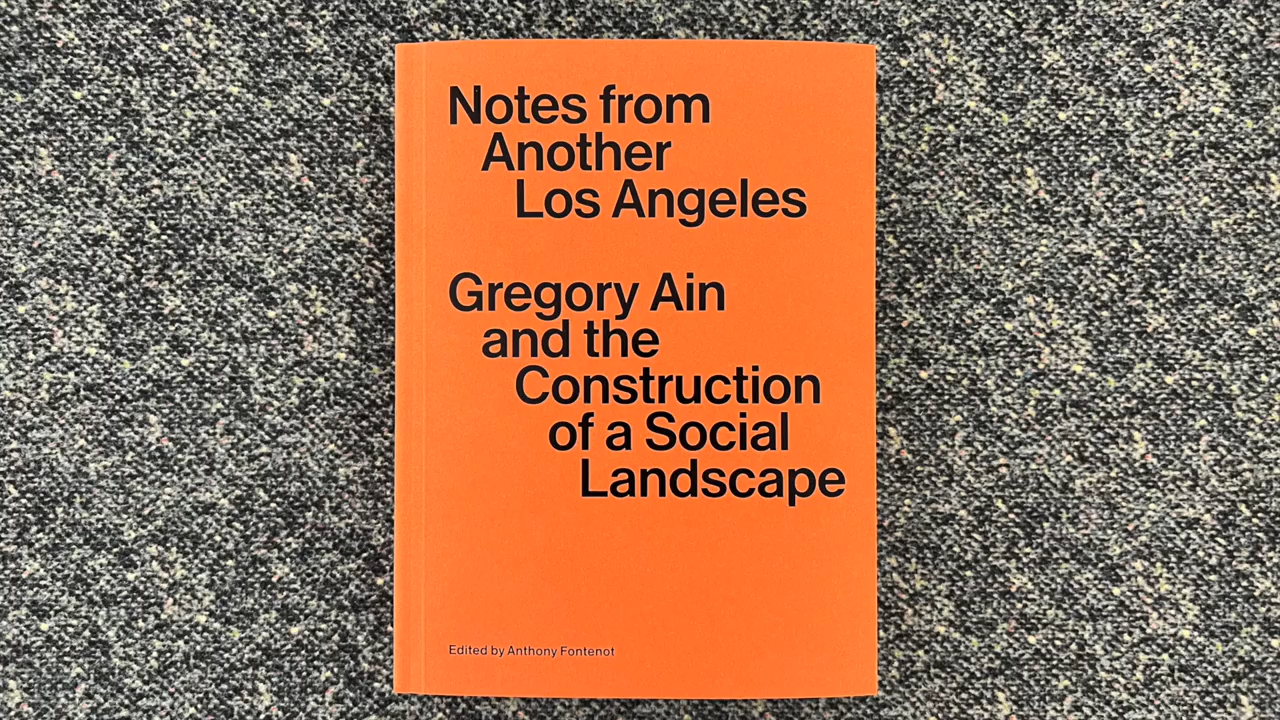 Notes from
Another
Los Angeles
Gregory Ain
and the
Construction
of a Social
Landscape
Edited by Anthony Fontenot